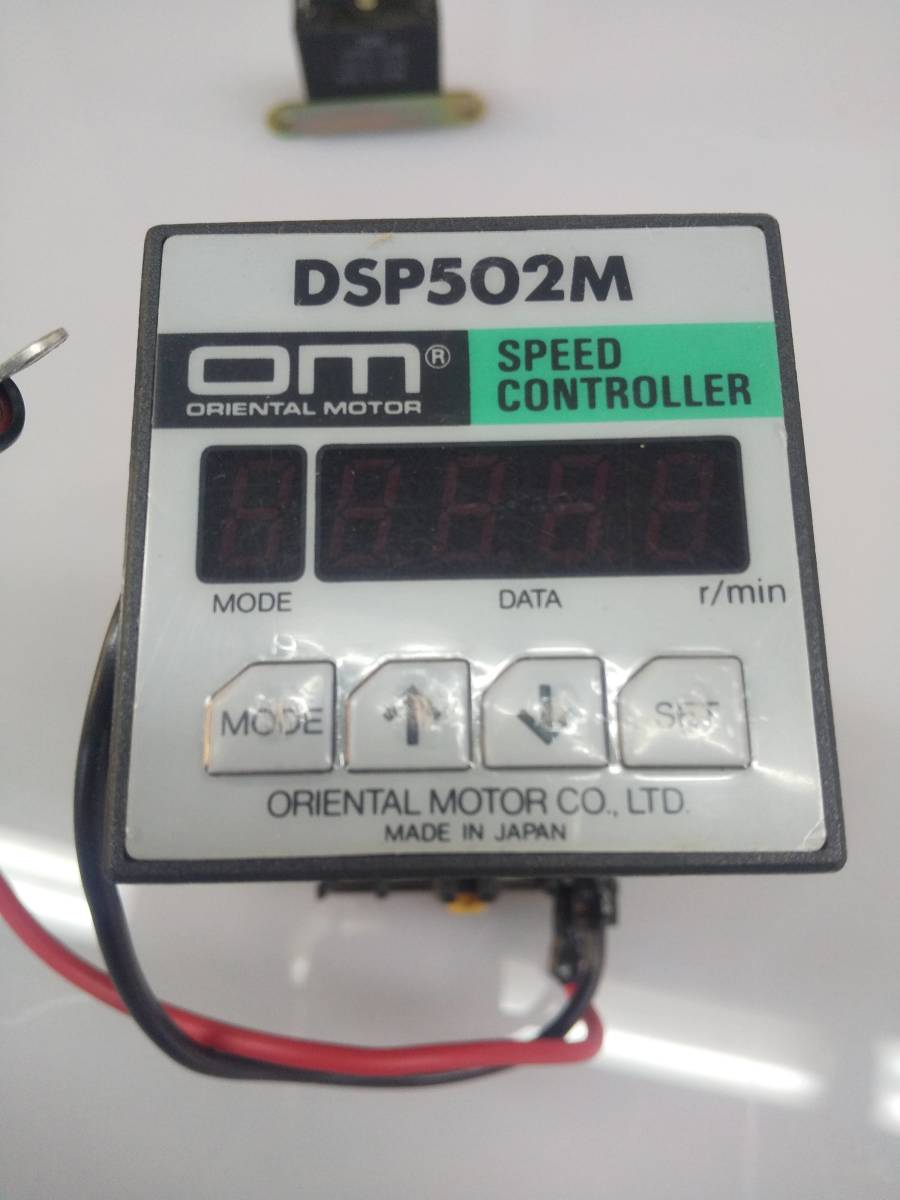 DSP502M
om® SPEED
CONTROLLER
ORIENTAL MOTOR
MODE DATA r/min
MODE ↑ ↓ SET
ORIENTAL MOTOR CO., LTD.
MADE IN JAPAN